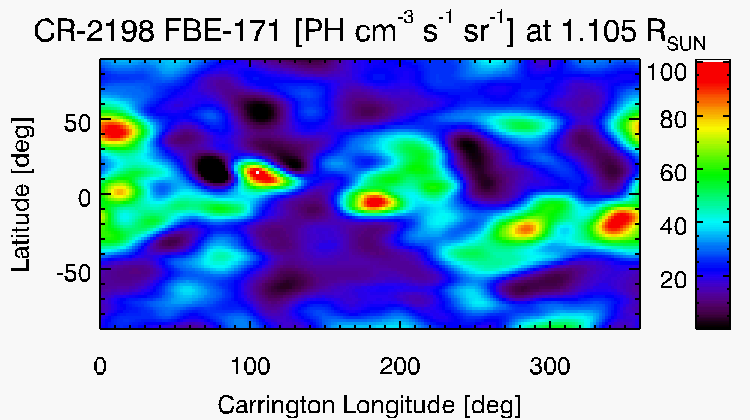 CR-2198 FBE-171 [PH cm⁻³ s⁻¹ sr⁻¹] at 1.105 R_SUN
100
80
60
40
20
50
0
-50
Latitude [deg]
0 100 200 300
Carrington Longitude [deg]